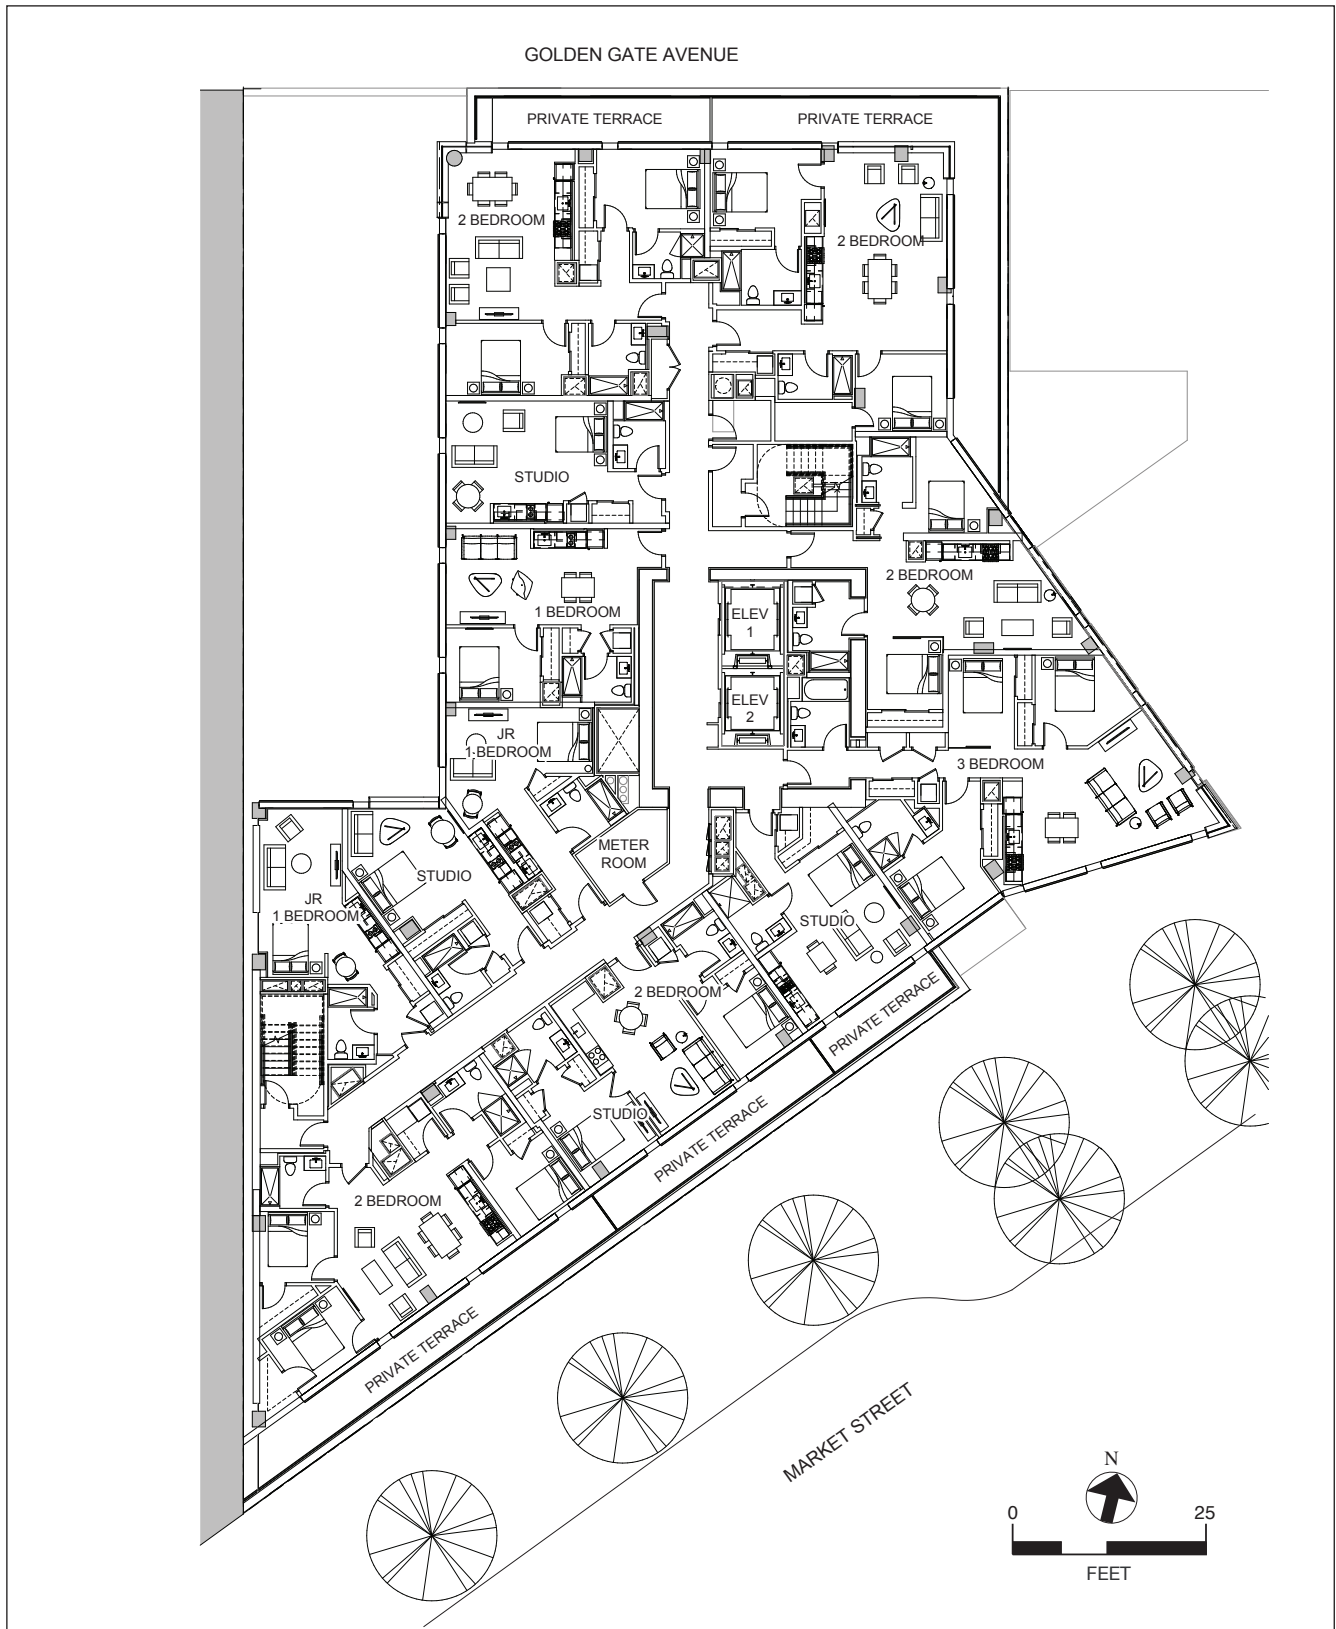 GOLDEN GATE AVENUE
PRIVATE TERRACE
PRIVATE TERRACE
2 BEDROOM
2 BEDROOM
STUDIO
2 BEDROOM
1 BEDROOM
ELEV
1
ELEV
2
JR
1 BEDROOM
3 BEDROOM
METER
ROOM
STUDIO
JR
1 BEDROOM
STUDIO
2 BEDROOM
PRIVATE TERRACE
STUDIO
PRIVATE TERRACE
2 BEDROOM
PRIVATE TERRACE
MARKET STREET
N
0
25
FEET